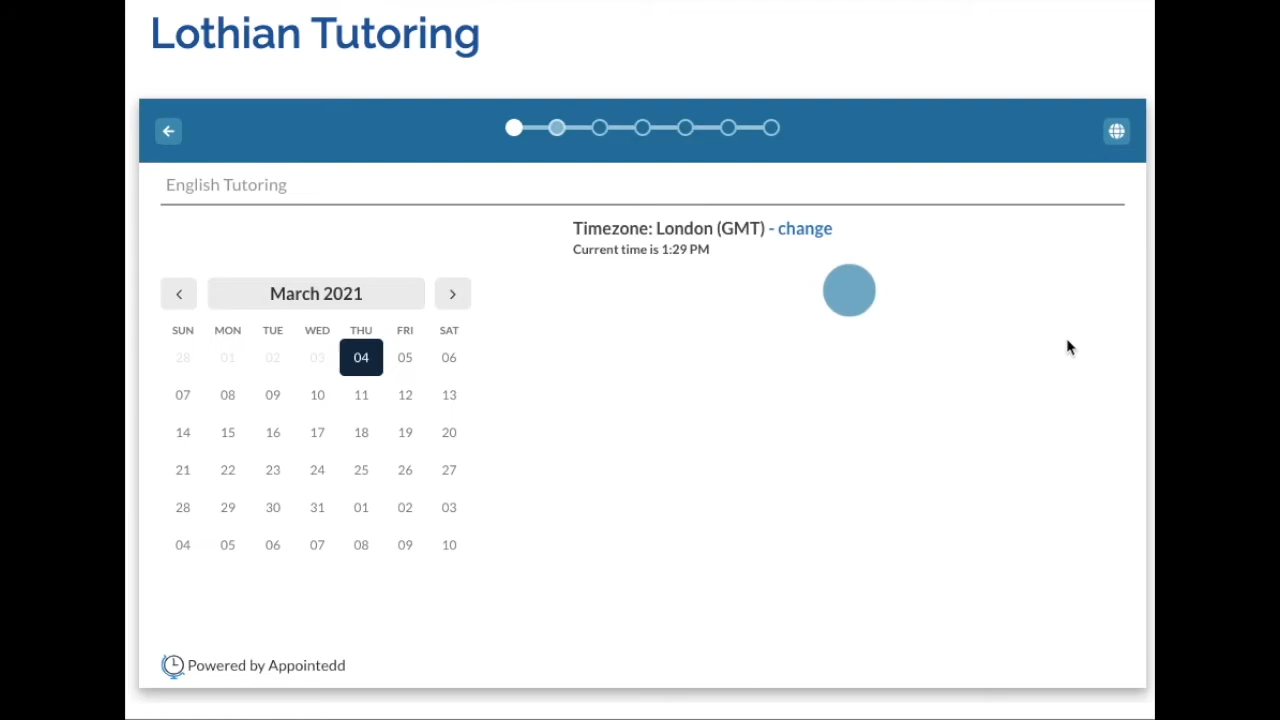 Lothian Tutoring
English Tutoring
Timezone: London (GMT) - change
Current time is 1:29 PM
March 2021
SUN MON TUE WED THU FRI SAT
28 01 02 03 04 05 06
07 08 09 10 11 12 13
14 15 16 17 18 19 20
21 22 23 24 25 26 27
28 29 30 31 01 02 03
04 05 06 07 08 09 10
Powered by Appointedd